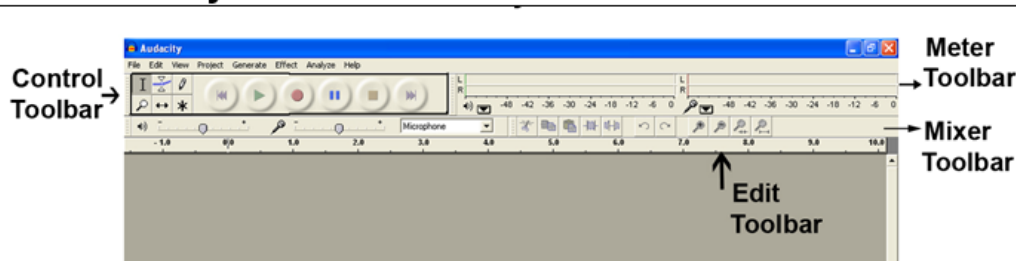 Audacity
File Edit View Project Generate Effect Analyze Help
Control
Toolbar
Meter
Toolbar
L
R
-48 -42 -36 -30 -24 -18 -12 -6 0
L
R
-48 -42 -36 -30 -24 -18 -12 -6 0
- + - + Microphone
Mixer
Toolbar
- 1.0 0.0 1.0 2.0 3.0 4.0 5.0 6.0 7.0 8.0 9.0 10.0
Edit
Toolbar